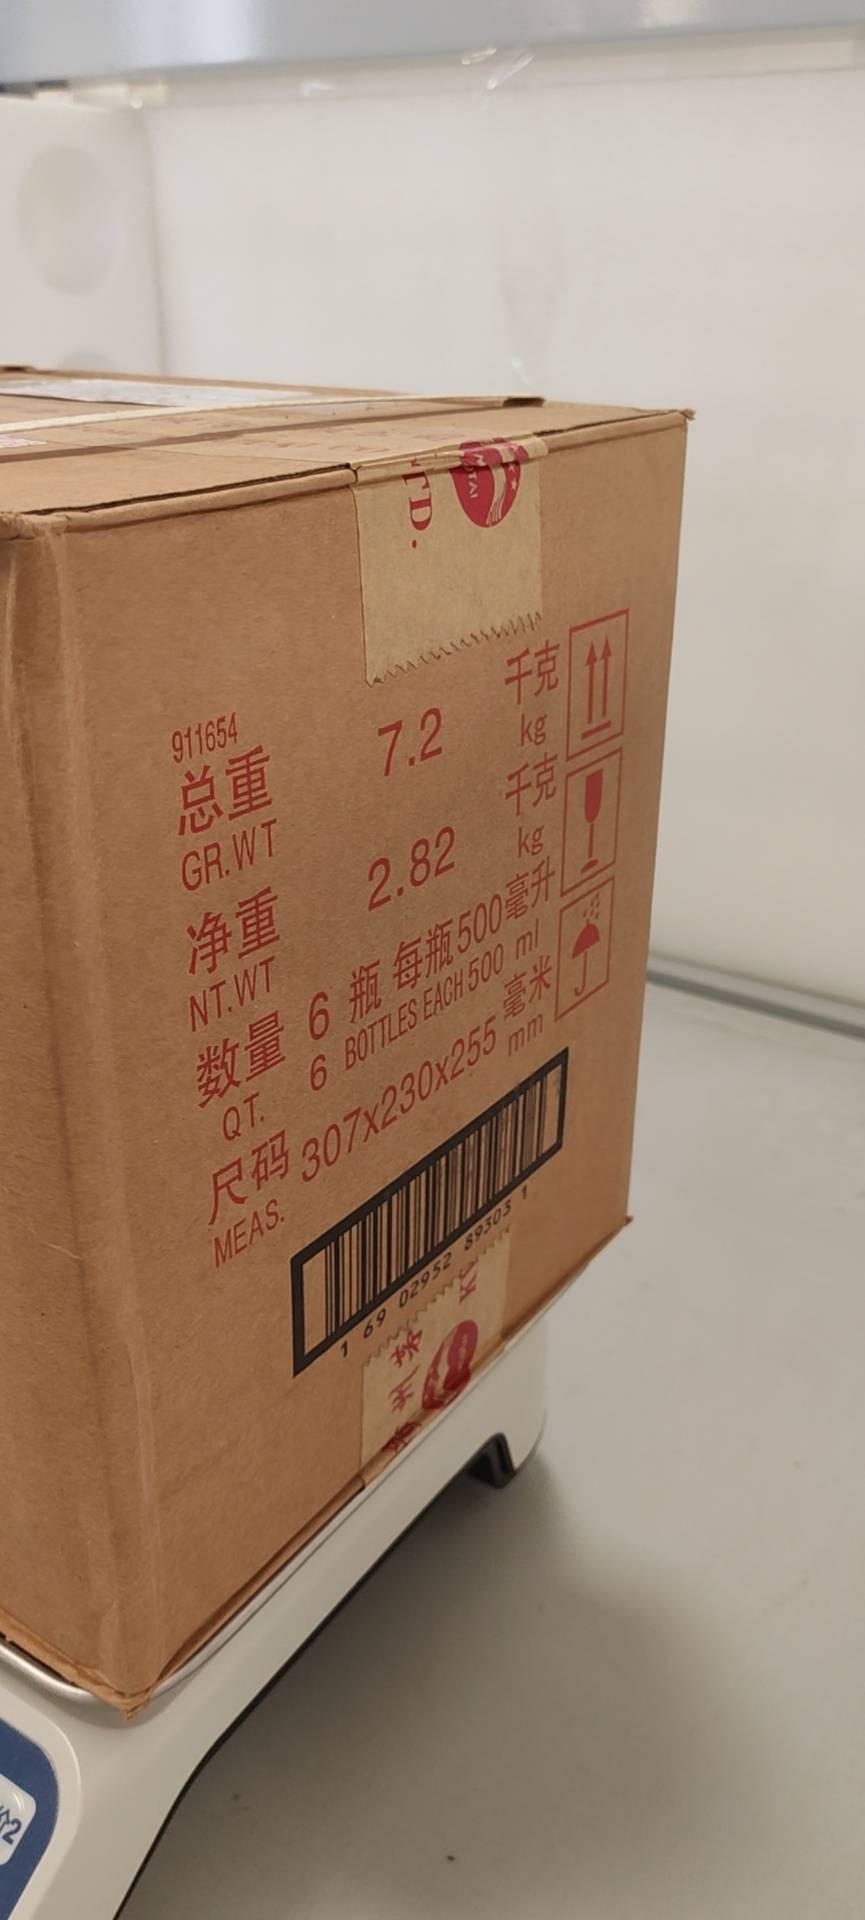 TD.
MOTAI
911654
总重 7.2 千克
GR.WT kg
净重 2.82 千克
NT.WT kg
数量 6 瓶 每瓶500毫升
QT. 6 BOTTLES EACH 500 ml
尺码 307x230x255 毫米
MEAS. mm
1 69 02952 89303 1